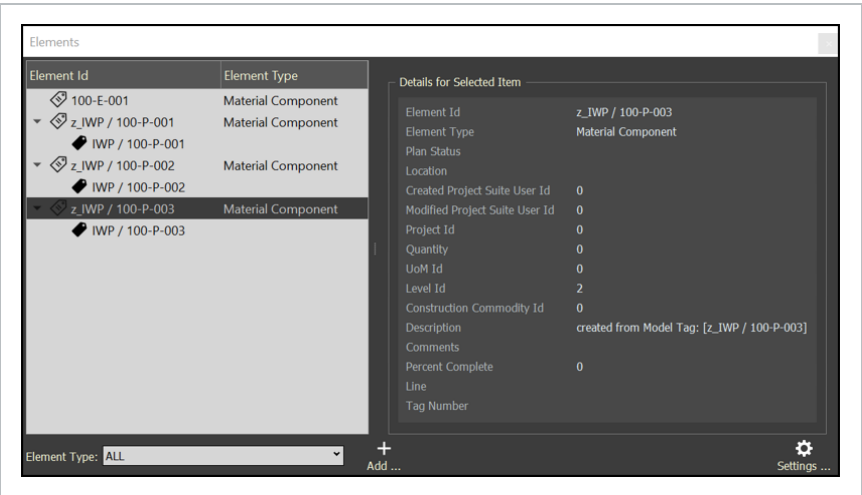 Elements
Element Id Element Type
100-E-001 Material Component
z_IWP / 100-P-001 Material Component
IWP / 100-P-001
z_IWP / 100-P-002 Material Component
IWP / 100-P-002
z_IWP / 100-P-003 Material Component
IWP / 100-P-003
Element Type: ALL
Details for Selected Item
Element Id z_IWP / 100-P-003
Element Type Material Component
Plan Status
Location
Created Project Suite User Id 0
Modified Project Suite User Id 0
Project Id 0
Quantity 0
UoM Id 0
Level Id 2
Construction Commodity Id 0
Description created from Model Tag: [z_IWP / 100-P-003]
Comments
Percent Complete 0
Line
Tag Number
Add ...
Settings ...